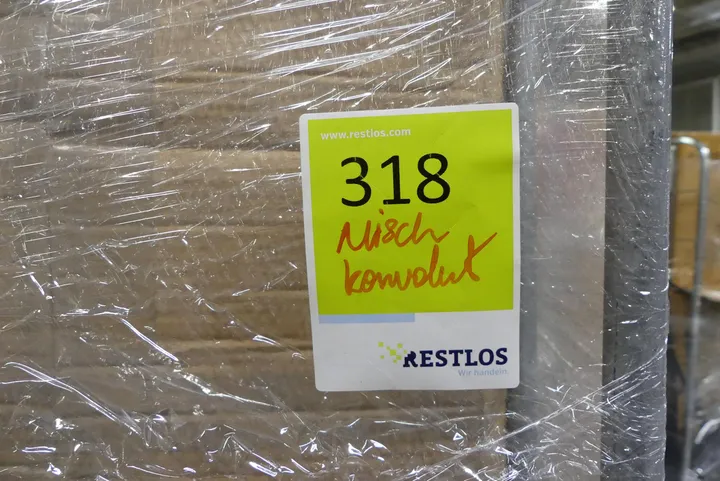 www.restlos.com
318
Misch
konvolut
RESTLOS
Wir handeln.